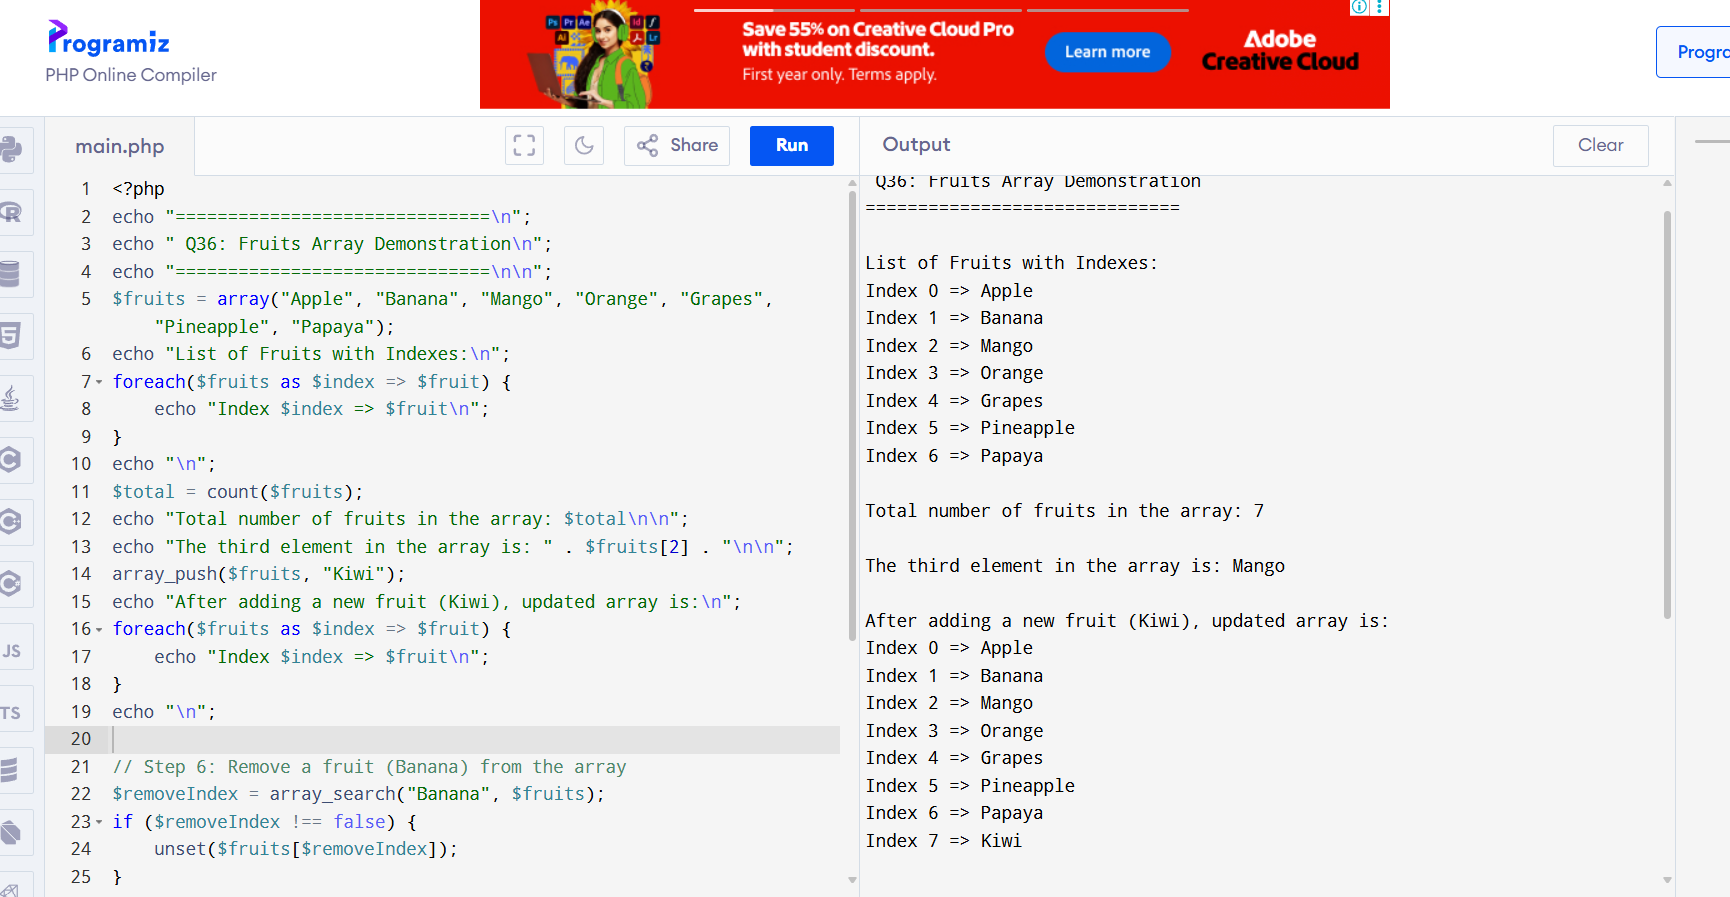 Programiz
PHP Online Compiler
Ps Pr Ae Id f
Ai Lr
Save 55% on Creative Cloud Pro
with student discount.
First year only. Terms apply.
Learn more
Adobe
Creative Cloud
Progra
main.php
Share
Run
Output
Clear
R
5
JS
TS
1 <?php
2 echo "==============================\n";
3 echo " Q36: Fruits Array Demonstration\n";
4 echo "==============================\n\n";
5 $fruits = array("Apple", "Banana", "Mango", "Orange", "Grapes",
"Pineapple", "Papaya");
6 echo "List of Fruits with Indexes:\n";
7 foreach($fruits as $index => $fruit) {
8 echo "Index $index => $fruit\n";
9 }
10 echo "\n";
11 $total = count($fruits);
12 echo "Total number of fruits in the array: $total\n\n";
13 echo "The third element in the array is: " . $fruits[2] . "\n\n";
14 array_push($fruits, "Kiwi");
15 echo "After adding a new fruit (Kiwi), updated array is:\n";
16 foreach($fruits as $index => $fruit) {
17 echo "Index $index => $fruit\n";
18 }
19 echo "\n";
20
21 // Step 6: Remove a fruit (Banana) from the array
22 $removeIndex = array_search("Banana", $fruits);
23 if ($removeIndex !== false) {
24 unset($fruits[$removeIndex]);
25 }
Q36: Fruits Array Demonstration
==============================
List of Fruits with Indexes:
Index 0 => Apple
Index 1 => Banana
Index 2 => Mango
Index 3 => Orange
Index 4 => Grapes
Index 5 => Pineapple
Index 6 => Papaya
Total number of fruits in the array: 7
The third element in the array is: Mango
After adding a new fruit (Kiwi), updated array is:
Index 0 => Apple
Index 1 => Banana
Index 2 => Mango
Index 3 => Orange
Index 4 => Grapes
Index 5 => Pineapple
Index 6 => Papaya
Index 7 => Kiwi